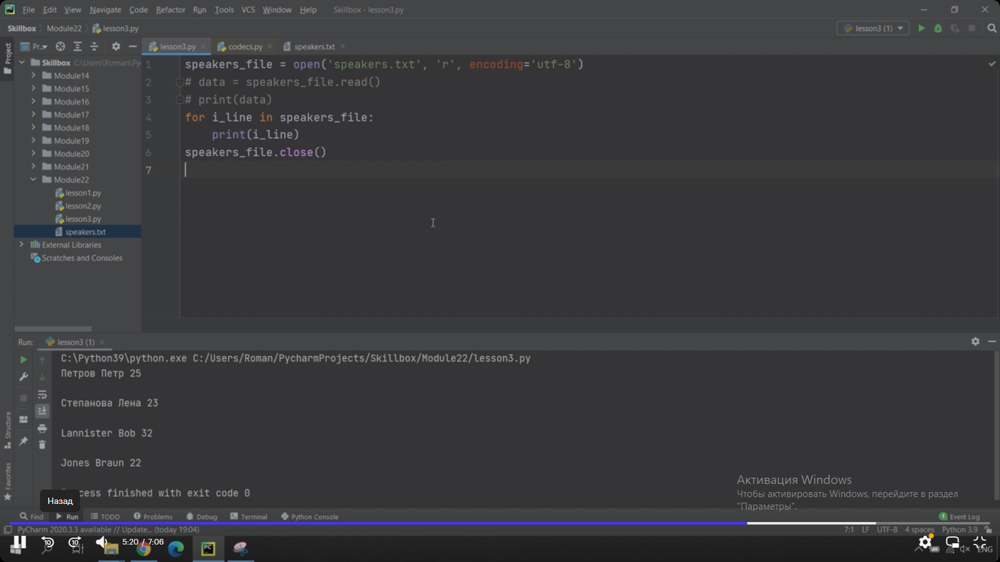 File Edit View Navigate Code Refactor Run Tools VCS Window Help Skillbox - lesson3.py
Skillbox Module22 lesson3.py lesson3 (1)
Project
Pr.. lesson3.py codecs.py speakers.txt
Skillbox C:\Users\Roman\Py
Module14
Module15
Module16
Module17
Module18
Module19
Module20
Module21
Module22
lesson1.py
lesson2.py
lesson3.py
speakers.txt
External Libraries
Scratches and Consoles
1 speakers_file = open('speakers.txt', 'r', encoding='utf-8')
2 # data = speakers_file.read()
3 # print(data)
4 for i_line in speakers_file:
5 print(i_line)
6 speakers_file.close()
7
Run: lesson3 (1)
C:\Python39\python.exe C:/Users/Roman/PycharmProjects/Skillbox/Module22/lesson3.py
Петров Петр 25
Степанова Лена 23
Lannister Bob 32
Jones Braun 22
cess finished with exit code 0
Structure
Favorites
Назад
Активация Windows
Чтобы активировать Windows, перейдите в раздел
"Параметры".
Find Run TODO Problems Debug Terminal Python Console 1 Event Log
PyCharm 2020.3.3 available // Update... (today 19:04) 7:1 LF UTF-8 4 spaces Python 3.9
10 10 5:20 / 7:06 PC ENG